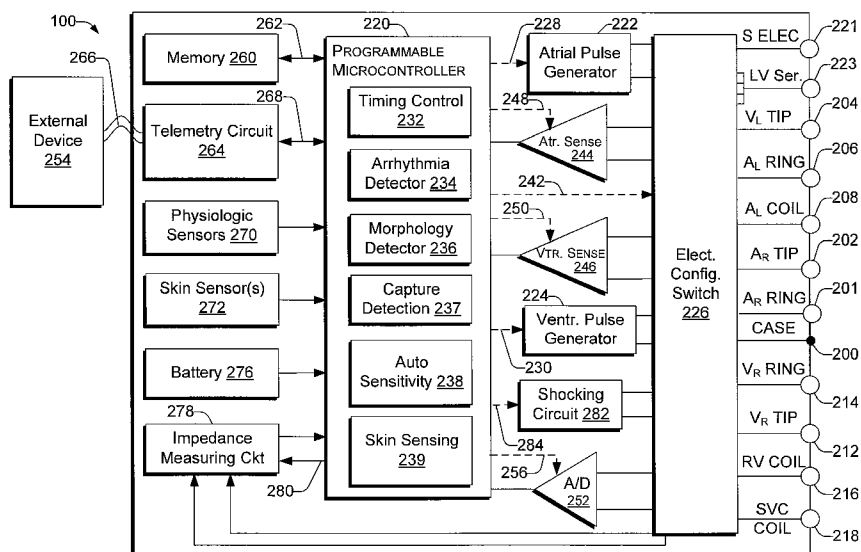 100
266
External
Device
254
Memory 260
262
Telemetry Circuit
264
268
Physiologic
Sensors 270
Skin Sensor(s)
272
Battery 276
278
Impedance
Measuring Ckt
280
220
PROGRAMMABLE
MICROCONTROLLER
Timing Control
232
Arrhythmia
Detector 234
Morphology
Detector 236
Capture
Detection 237
Auto
Sensitivity 238
Skin Sensing
239
228
222
Atrial Pulse
Generator
248
Atr. Sense
244
242
250
VTR. SENSE
246
224
Ventr. Pulse
Generator
230
Shocking
Circuit 282
284
256
A/D
252
Elect.
Config.
Switch
226
S ELEC
221
LV Ser.
223
VL TIP
204
AL RING
206
AL COIL
208
AR TIP
202
AR RING
201
CASE
200
VR RING
214
VR TIP
212
RV COIL
216
SVC
COIL
218